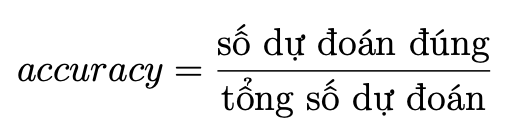 accuracy = số dự đoán đúng
tổng số dự đoán